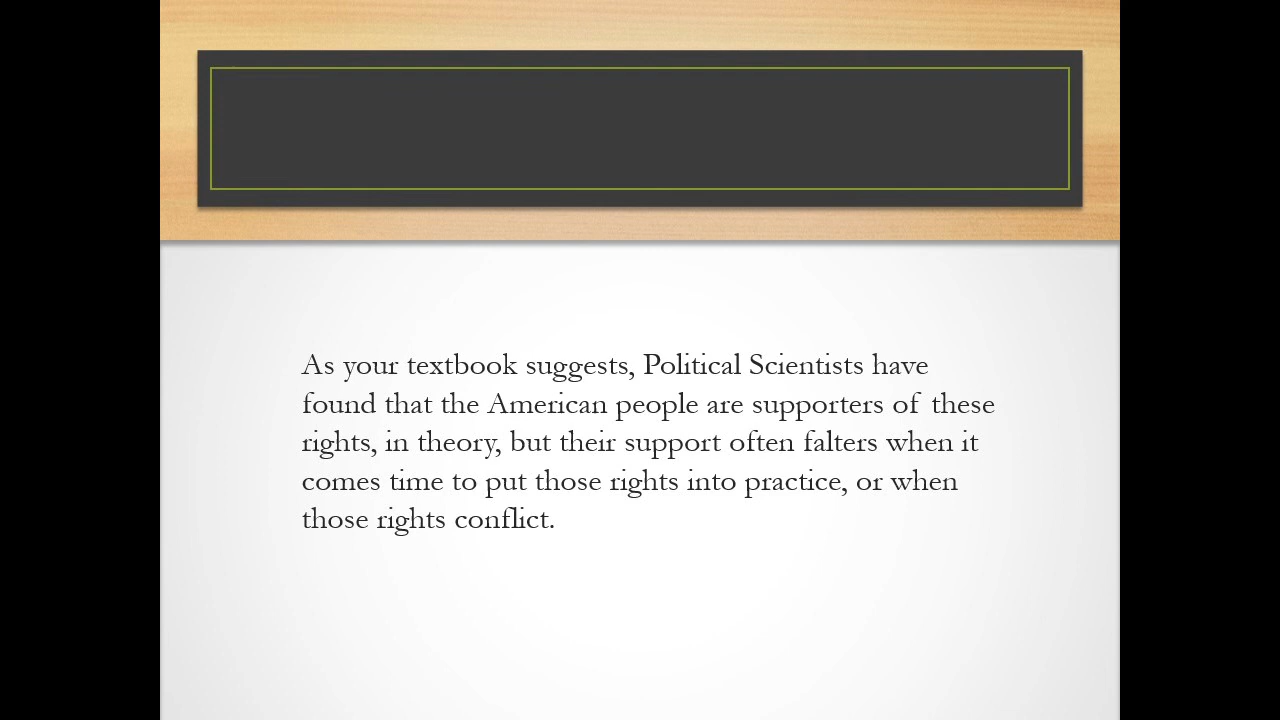 As your textbook suggests, Political Scientists have
found that the American people are supporters of these
rights, in theory, but their support often falters when it
comes time to put those rights into practice, or when
those rights conflict.